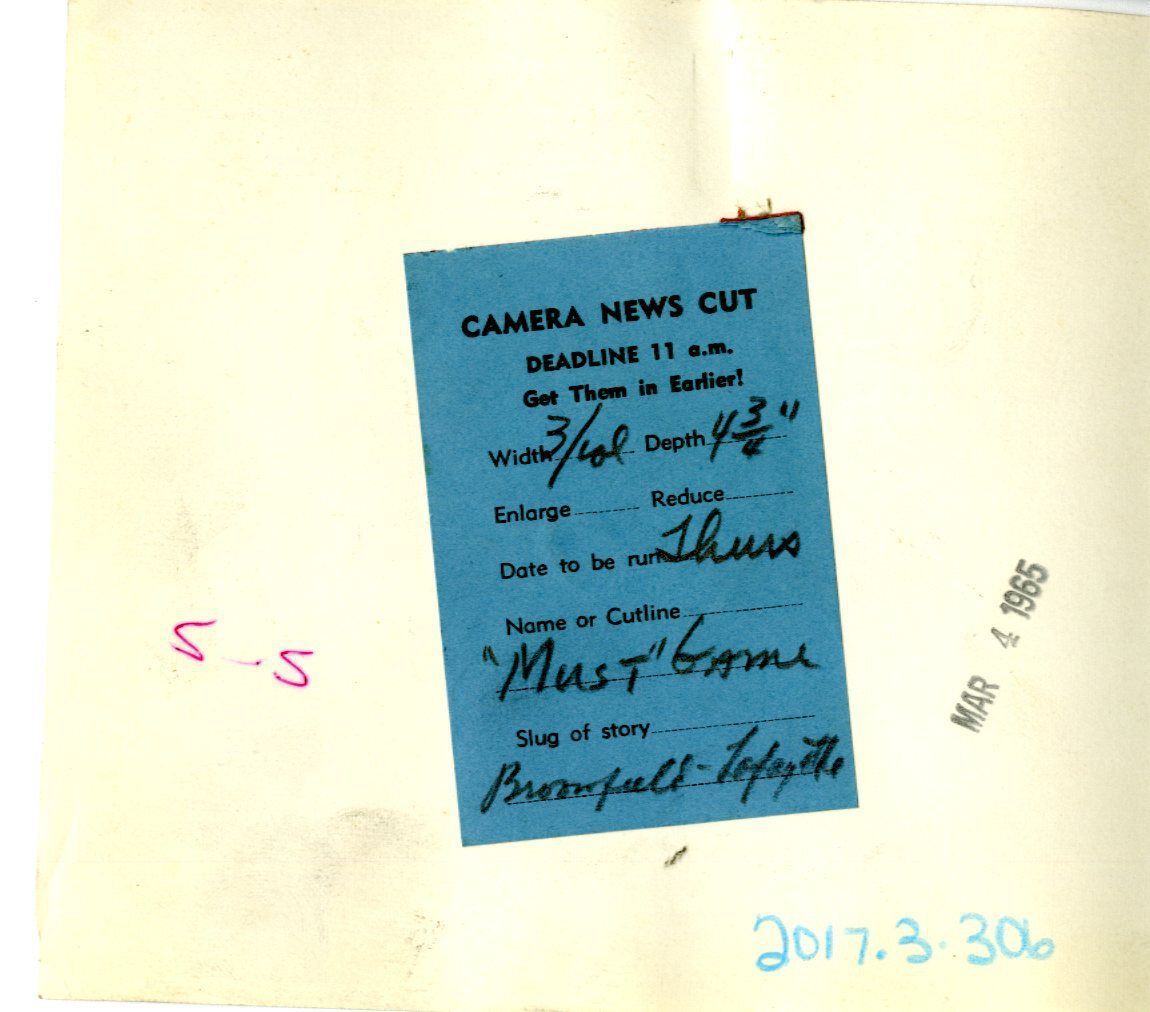 CAMERA NEWS CUT
DEADLINE 11 a.m.
Get Them in Earlier!
Width 3/col Depth 4 3/4"
Enlarge Reduce
Date to be run Thurs
Name or Cutline
"MUST" GAME
Slug of story
Broomfield-Lafayette
5-5
MAR 4 1965
2017.3.306